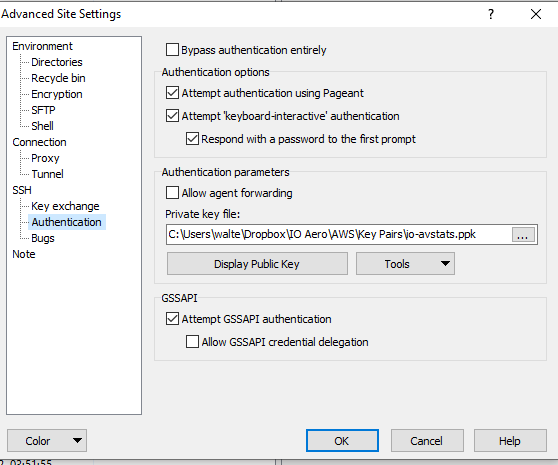 Advanced Site Settings
?
Environment
Directories
Recycle bin
Encryption
SFTP
Shell
Connection
Proxy
Tunnel
SSH
Key exchange
Authentication
Bugs
Note
Bypass authentication entirely
Authentication options
Attempt authentication using Pageant
Attempt 'keyboard-interactive' authentication
Respond with a password to the first prompt
Authentication parameters
Allow agent forwarding
Private key file:
C:\Users\walte\Dropbox\IO Aero\AWS\Key Pairs\io-avstats.ppk
...
Display Public Key
Tools
GSSAPI
Attempt GSSAPI authentication
Allow GSSAPI credential delegation
Color
OK
Cancel
Help